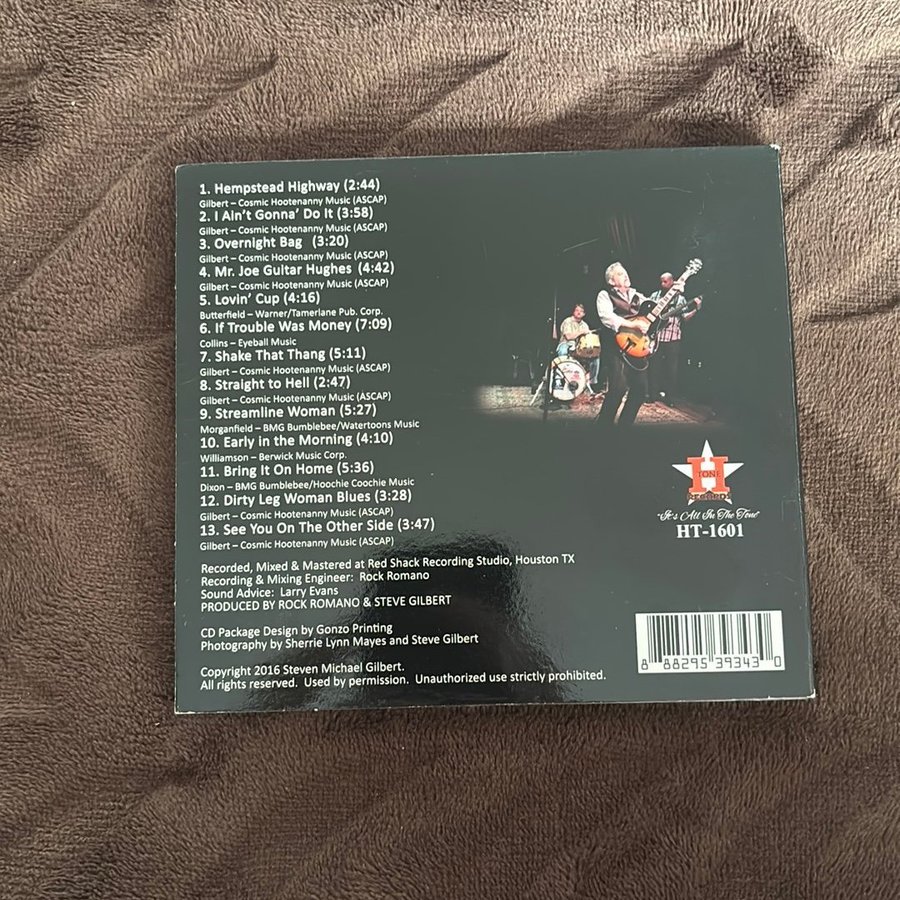 1. Hempstead Highway (2:44)
Gilbert – Cosmic Hootenanny Music (ASCAP)
2. I Ain't Gonna' Do It (3:58)
Gilbert – Cosmic Hootenanny Music (ASCAP)
3. Overnight Bag (3:20)
Gilbert – Cosmic Hootenanny Music (ASCAP)
4. Mr. Joe Guitar Hughes (4:42)
Gilbert – Cosmic Hootenanny Music (ASCAP)
5. Lovin' Cup (4:16)
Butterfield – Warner/Tamerlane Pub. Corp.
6. If Trouble Was Money (7:09)
Collins – Eyeball Music
7. Shake That Thang (5:11)
Gilbert – Cosmic Hootenanny Music (ASCAP)
8. Straight to Hell (2:47)
Gilbert – Cosmic Hootenanny Music (ASCAP)
9. Streamline Woman (5:27)
Morganfield – BMG Bumblebee/Watertoons Music
10. Early in the Morning (4:10)
Williamson – Berwick Music Corp.
11. Bring It On Home (5:36)
Dixon – BMG Bumblebee/Hoochie Coochie Music
12. Dirty Leg Woman Blues (3:28)
Gilbert – Cosmic Hootenanny Music (ASCAP)
13. See You On The Other Side (3:47)
Gilbert – Cosmic Hootenanny Music (ASCAP)
Recorded, Mixed & Mastered at Red Shack Recording Studio, Houston TX
Recording & Mixing Engineer: Rock Romano
Sound Advice: Larry Evans
PRODUCED BY ROCK ROMANO & STEVE GILBERT
CD Package Design by Gonzo Printing
Photography by Sherrie Lynn Mayes and Steve Gilbert
Copyright 2016 Steven Michael Gilbert.
All rights reserved. Used by permission. Unauthorized use strictly prohibited.
H
TONE
RECORDS
"It's All In The Tone"
HT-1601
8 88295 39343 0